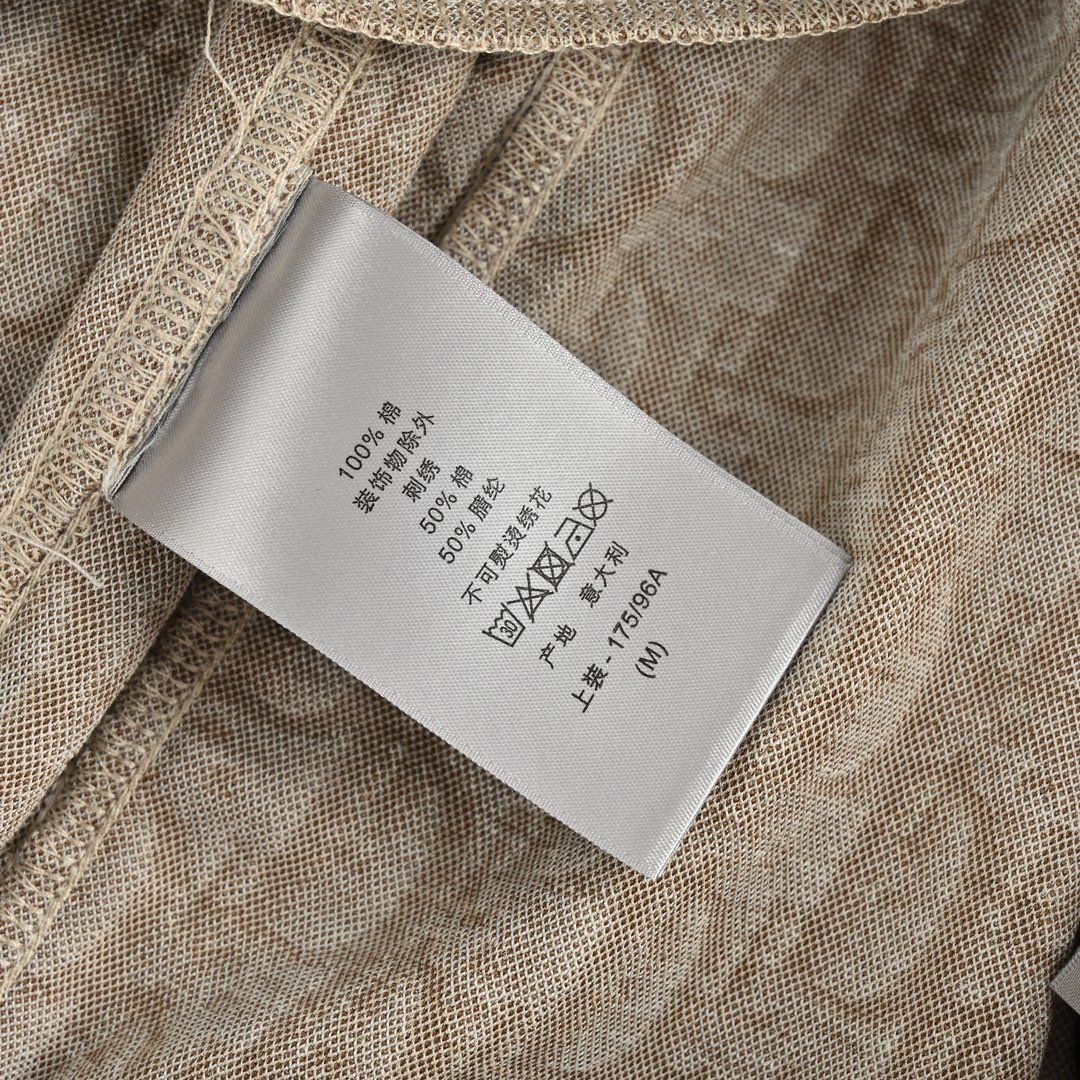 100% 棉
装饰物除外
刺绣
50% 棉
50% 腈纶
不可熨烫绣花
30
产地 意大利
上装 - 175/96A
(M)